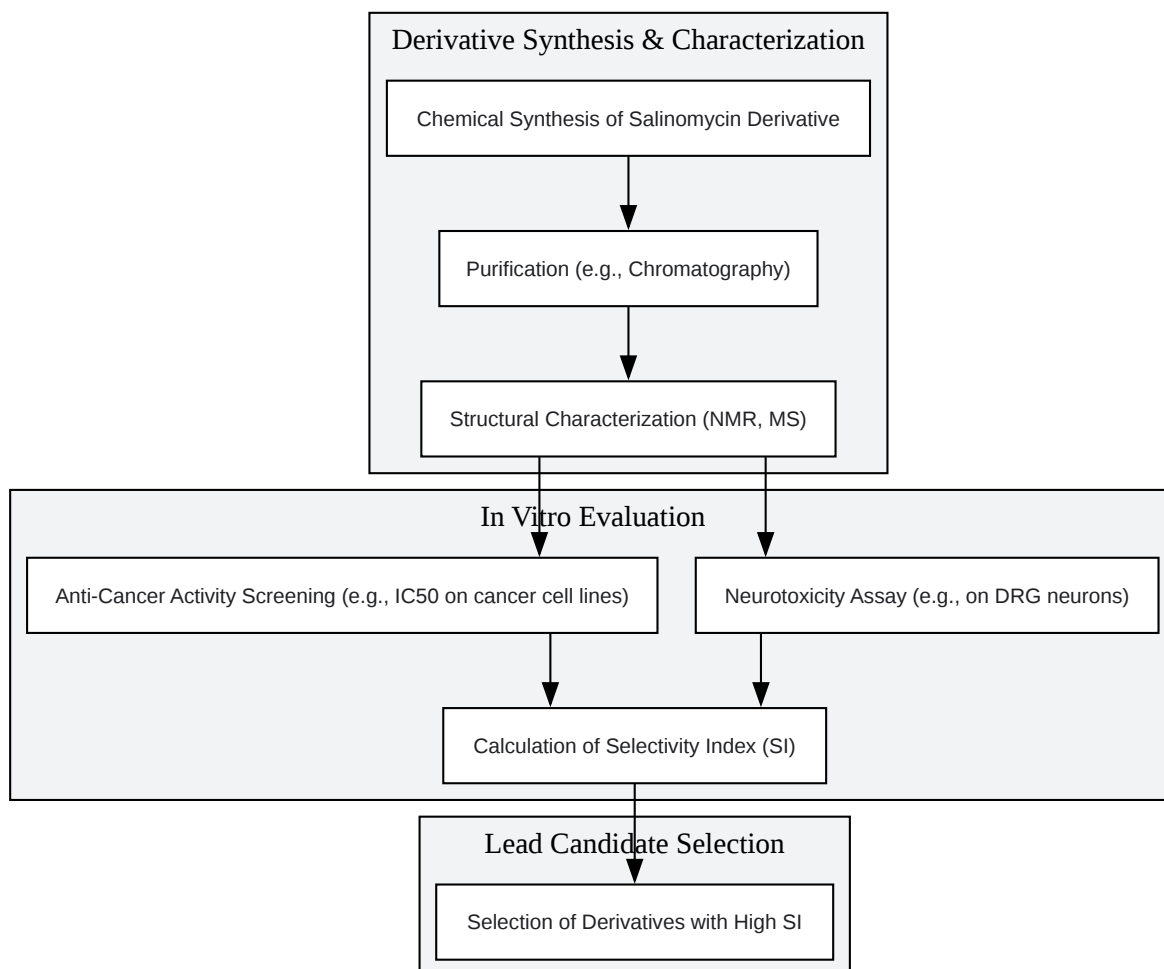 Derivative Synthesis & Characterization
Chemical Synthesis of Salinomycin Derivative
Purification (e.g., Chromatography)
Structural Characterization (NMR, MS)
In Vitro Evaluation
Anti-Cancer Activity Screening (e.g., IC50 on cancer cell lines)
Neurotoxicity Assay (e.g., on DRG neurons)
Calculation of Selectivity Index (SI)
Lead Candidate Selection
Selection of Derivatives with High SI